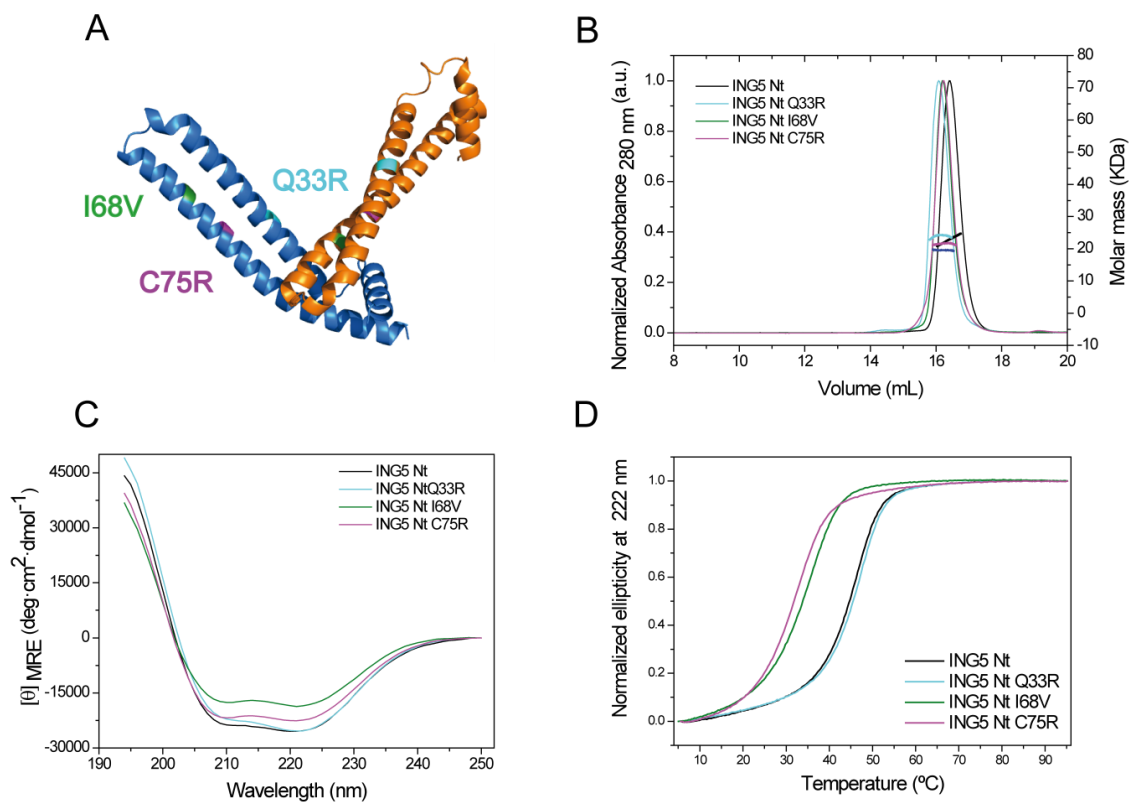 A
Q33R
I68V
C75R
B
Normalized Absorbance 280 nm (a.u.)
1.0
0.8
0.6
0.4
0.2
0.0
ING5 Nt
ING5 Nt Q33R
ING5 Nt I68V
ING5 Nt C75R
80
70
60
50
40
30
20
10
0
-10
Molar mass (KDa)
8 10 12 14 16 18 20
Volume (mL)
C
[θ] MRE (deg·cm²·dmol⁻¹)
45000
30000
15000
0
-15000
-30000
ING5 Nt
ING5 NtQ33R
ING5 Nt I68V
ING5 Nt C75R
190 200 210 220 230 240 250
Wavelength (nm)
D
Normalized elipticity at 222 nm
1.0
0.8
0.6
0.4
0.2
0.0
ING5 Nt
ING5 Nt Q33R
ING5 Nt I68V
ING5 Nt C75R
10 20 30 40 50 60 70 80 90
Temperature (ºC)